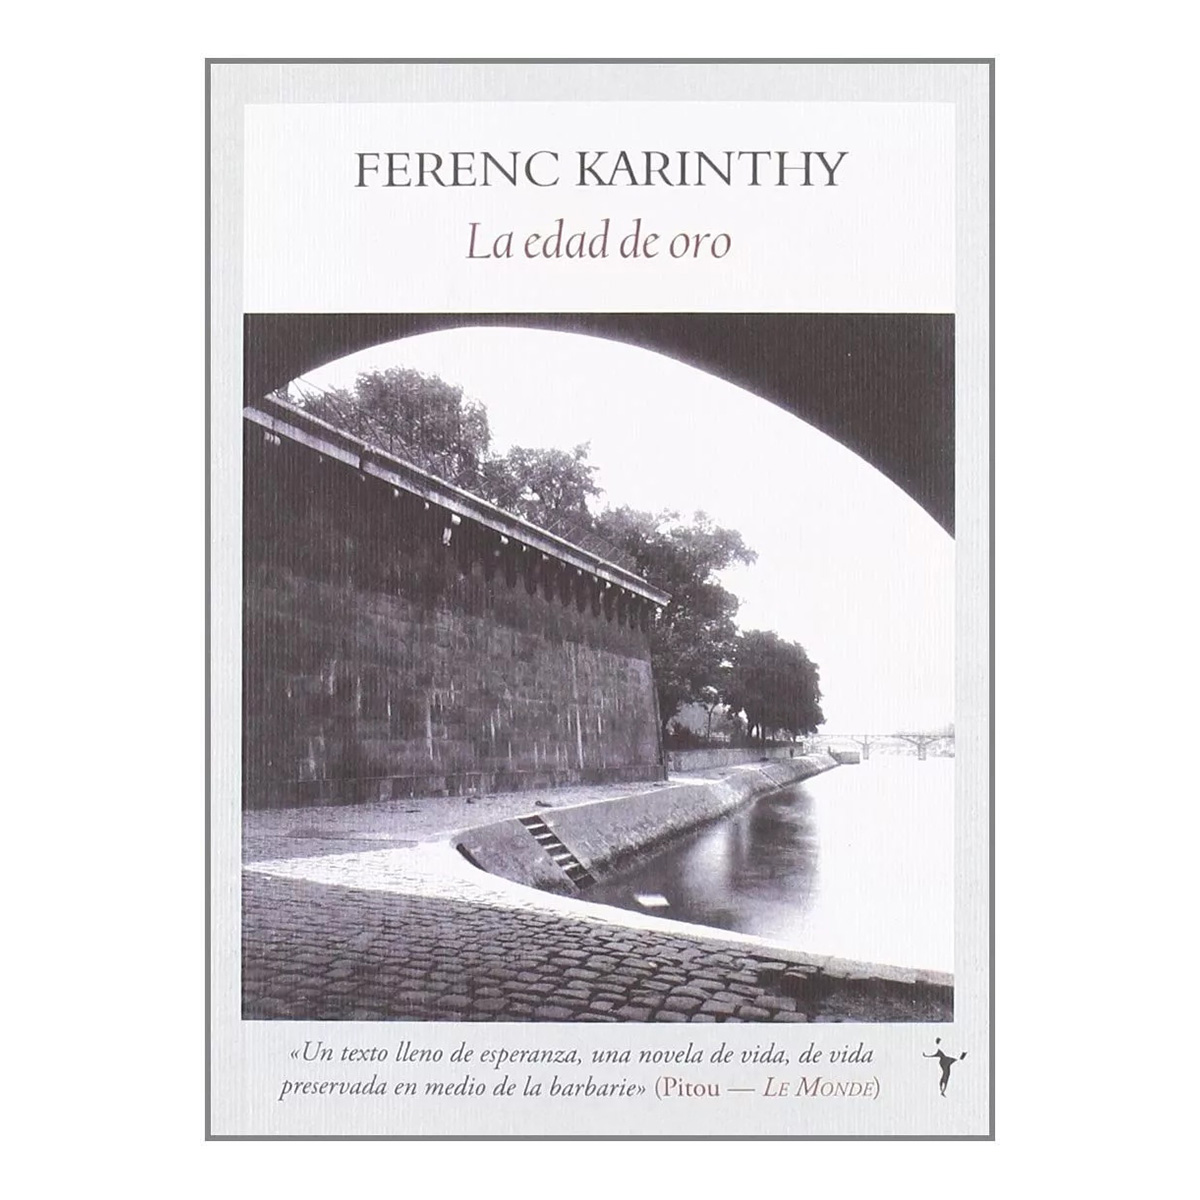 FERENC KARINTHY
La edad de oro
«Un texto lleno de esperanza, una novela de vida, de vida
preservada en medio de la barbarie» (Pitou — LE MONDE)